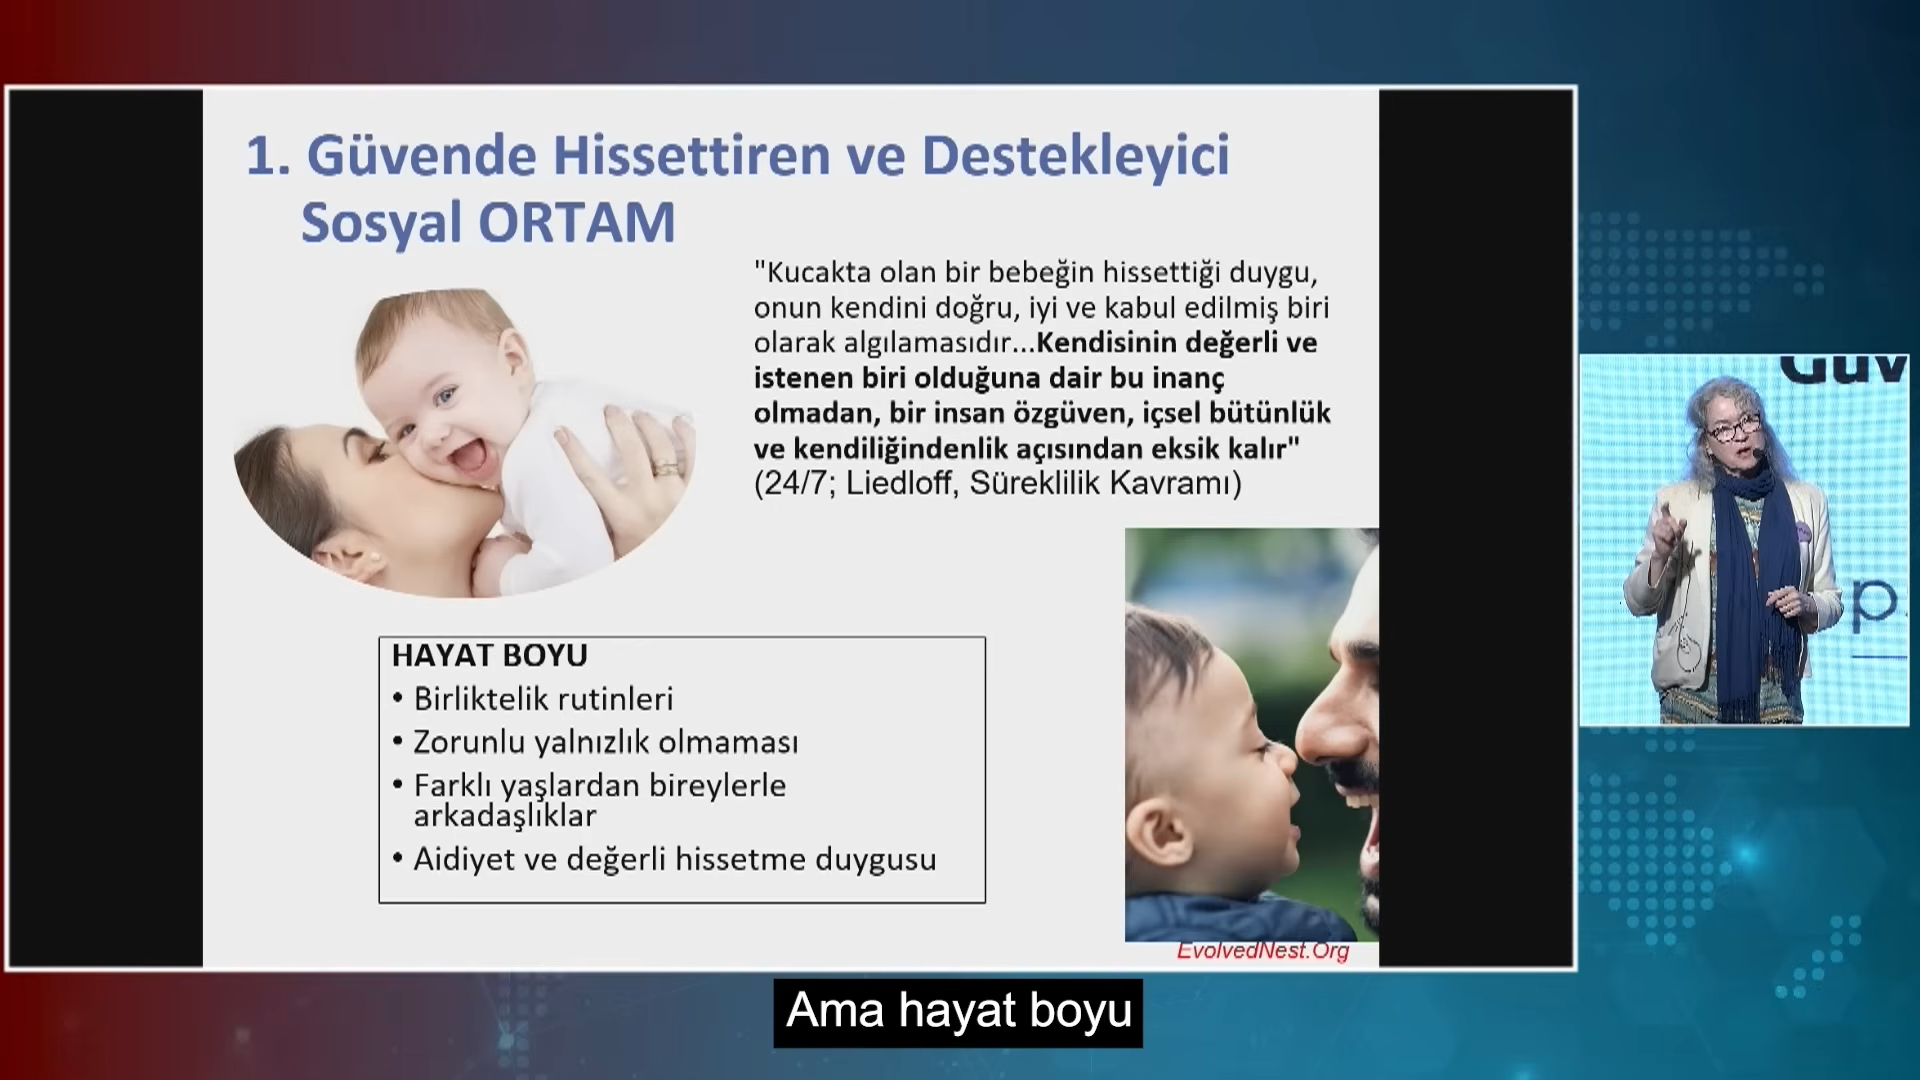 1. Güvende Hissettiren ve Destekleyici
Sosyal ORTAM
"Kucakta olan bir bebeğin hissettiği duygu,
onun kendini doğru, iyi ve kabul edilmiş biri
olarak algılamasıdır...Kendisinin değerli ve
istenen biri olduğuna dair bu inanç
olmadan, bir insan özgüven, içsel bütünlük
ve kendiliğindenlik açısından eksik kalır"
(24/7; Liedloff, Süreklilik Kavramı)
HAYAT BOYU
• Birliktelik rutinleri
• Zorunlu yalnızlık olmaması
• Farklı yaşlardan bireylerle
arkadaşlıklar
• Aidiyet ve değerli hissetme duygusu
EvolvedNest.Org
Ama hayat boyu